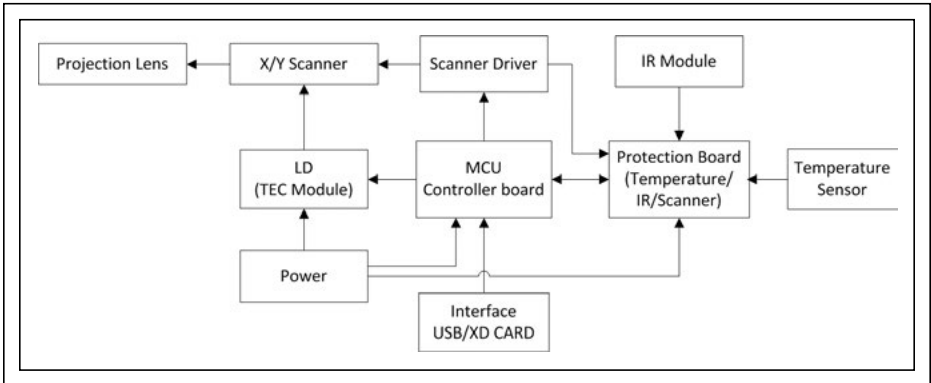 Projection Lens
X/Y Scanner
Scanner Driver
IR Module
LD
(TEC Module)
MCU
Controller board
Protection Board
(Temperature/
IR/Scanner)
Temperature
Sensor
Power
Interface
USB/XD CARD